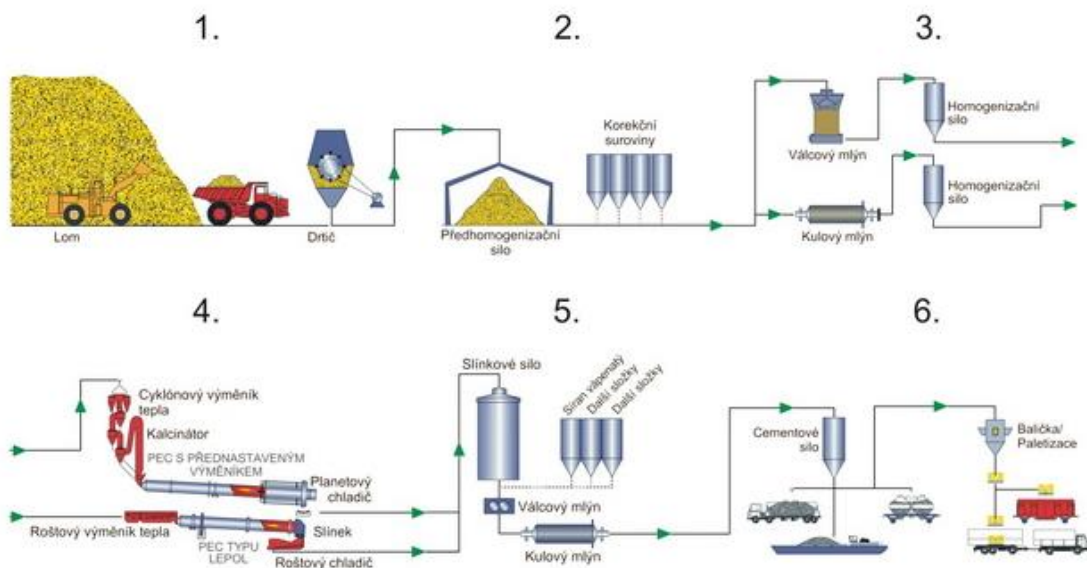 1.
2.
3.
Lom
Drtič
Předhomogenizační
silo
Korekční
suroviny
Válcový mlýn
Homogenizační
silo
Kulový mlýn
Homogenizační
silo
4.
5.
6.
Cyklónový výměník
tepla
Kalcinátor
PEC S PŘEDNASTAVENÝM
VÝMĚNÍKEM
Planetový
chladič
Roštový výměník tepla
Slínek
PEC TYPU
LEPOL
Roštový chladič
Slínkové silo
Síran vápenatý
Další složky
Další složky
Válcový mlýn
Kulový mlýn
Cementové
silo
Balička/
Paletizace